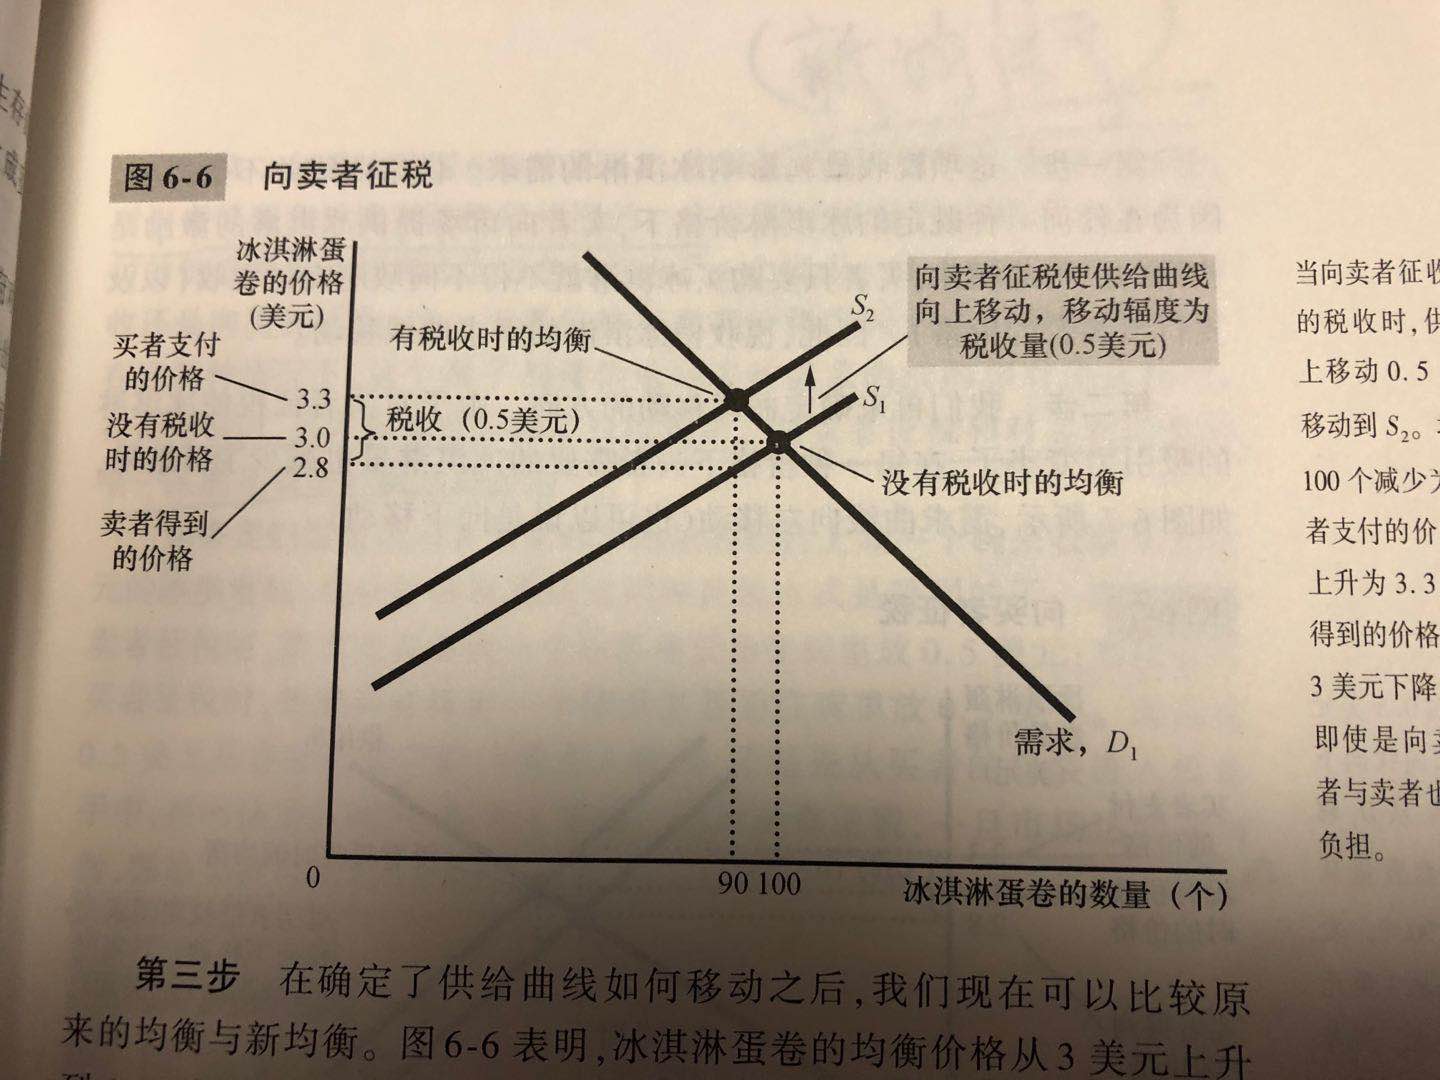 图 6-6 向卖者征税
冰淇淋蛋
卷的价格
(美元)
买者支付
的价格
3.3
没有税收
时的价格
3.0
2.8
卖者得到
的价格
有税收时的均衡
税收（0.5美元）
S₂
S₁
向卖者征税使供给曲线
向上移动，移动幅度为
税收量(0.5美元)
没有税收时的均衡
需求，D₁
0
90 100
冰淇淋蛋卷的数量（个）
当向卖者征收
的税收时，供
上移动 0.5
移动到 S₂。
100 个减少为
者支付的价
上升为 3.3
得到的价格
3 美元下降
即使是向卖
者与卖者也
负担。
第三步 在确定了供给曲线如何移动之后，我们现在可以比较原
来的均衡与新均衡。图 6-6 表明，冰淇淋蛋卷的均衡价格从 3 美元上升